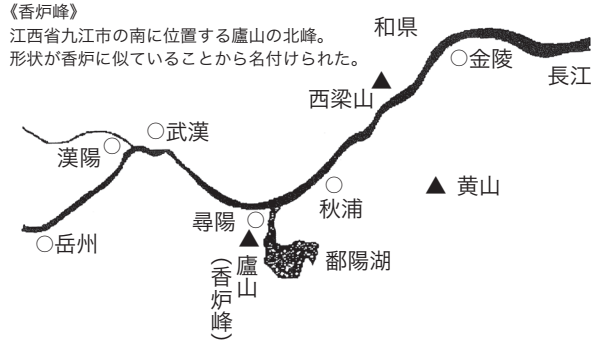 《香炉峰》
江西省九江市の南に位置する廬山の北峰。
形状が香炉に似ていることから名付けられた。
和県
金陵
長江
西梁山
武漢
漢陽
黄山
秋浦
尋陽
岳州
鄱陽湖
廬山
(香炉峰)